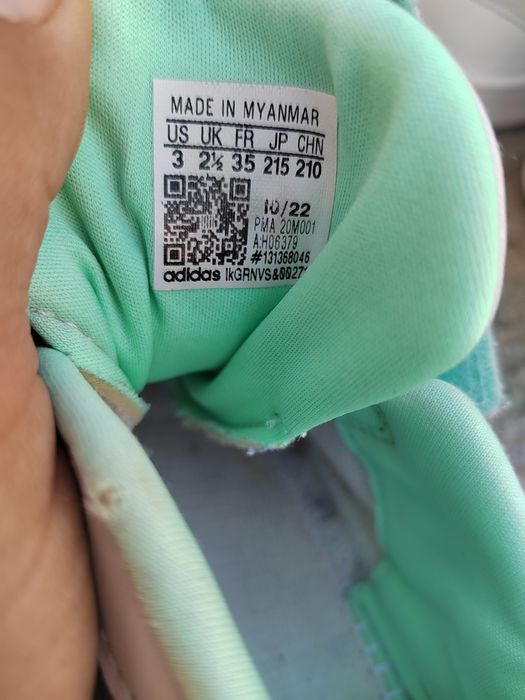 MADE IN MYANMAR
US UK FR JP CHN
3 2½ 35 215 210
10/22
PMA 20M001
A:H06379
#131368046
adidas